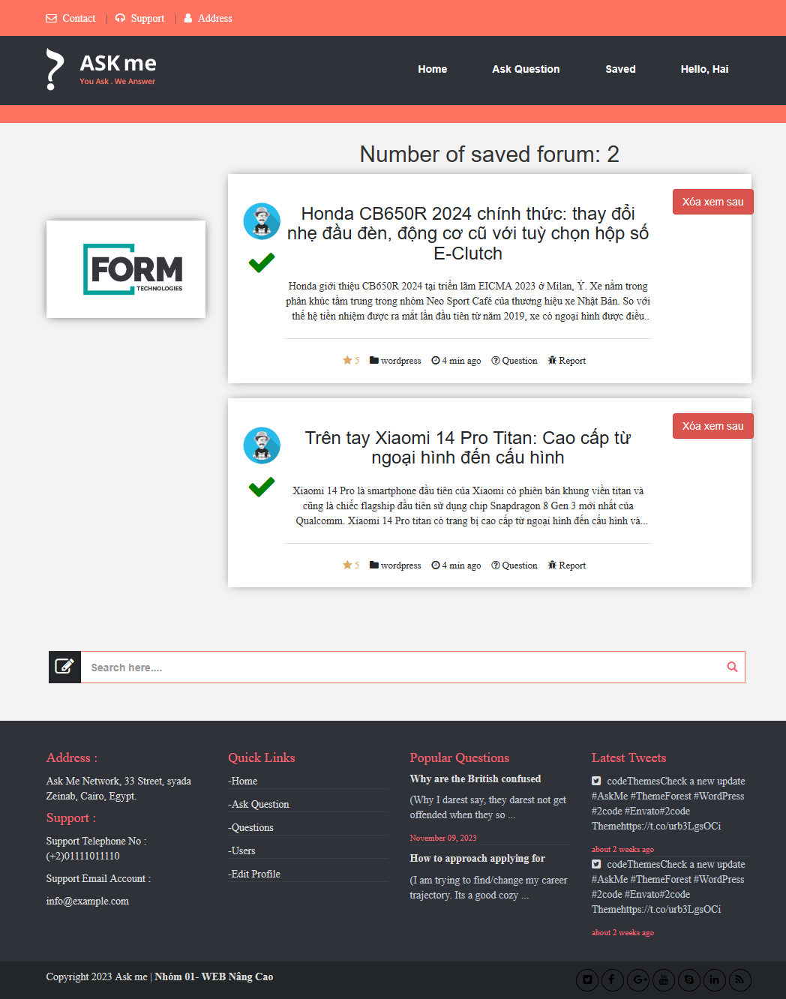 Contact | Support | Address
ASK me
You Ask . We Answer
Home Ask Question Saved Hello, Hai
Number of saved forum: 2
FORM
TECHNOLOGIES
Xóa xem sau
Honda CB650R 2024 chính thức: thay đổi
nhẹ đầu đèn, động cơ cũ với tuỳ chọn hộp số
E-Clutch
Honda giới thiệu CB650R 2024 tại triển lãm EICMA 2023 ở Milan, Ý. Xe nằm trong
phân khúc tầm trung trong nhóm Neo Sport Café của thương hiệu xe Nhật Bản. So với
thế hệ tiền nhiệm được ra mắt lần đầu tiên từ năm 2019, xe có ngoại hình được điều..
5 wordpress 4 min ago Question Report
Xóa xem sau
Trên tay Xiaomi 14 Pro Titan: Cao cấp từ
ngoại hình đến cấu hình
Xiaomi 14 Pro là smartphone đầu tiên của Xiaomi có phiên bản khung viền titan và
cũng là chiếc flagship đầu tiên sử dụng chip Snapdragon 8 Gen 3 mới nhất của
Qualcomm. Xiaomi 14 Pro titan có trang bị cao cấp từ ngoại hình đến cấu hình và...
5 wordpress 4 min ago Question Report
Search here....
Address :
Ask Me Network, 33 Street, syada
Zeinab, Cairo, Egypt.
Support :
Support Telephone No :
(+2)01111011110
Support Email Account :
info@example.com
Quick Links
-Home
-Ask Question
-Questions
-Users
-Edit Profile
Popular Questions
Why are the British confused
(Why I darest say, they darest not get
offended when they so ...
November 09, 2023
How to approach applying for
(I am trying to find/change my career
trajectory. Its a good cozy ...
Latest Tweets
codeThemesCheck a new update
#AskMe #ThemeForest #WordPress
#2code #Envato#2code
Themehttps://t.co/urb3LgsOCi
about 2 weeks ago
codeThemesCheck a new update
#AskMe #ThemeForest #WordPress
#2code #Envato#2code
Themehttps://t.co/urb3LgsOCi
about 2 weeks ago
Copyright 2023 Ask me | Nhóm 01- WEB Nâng Cao